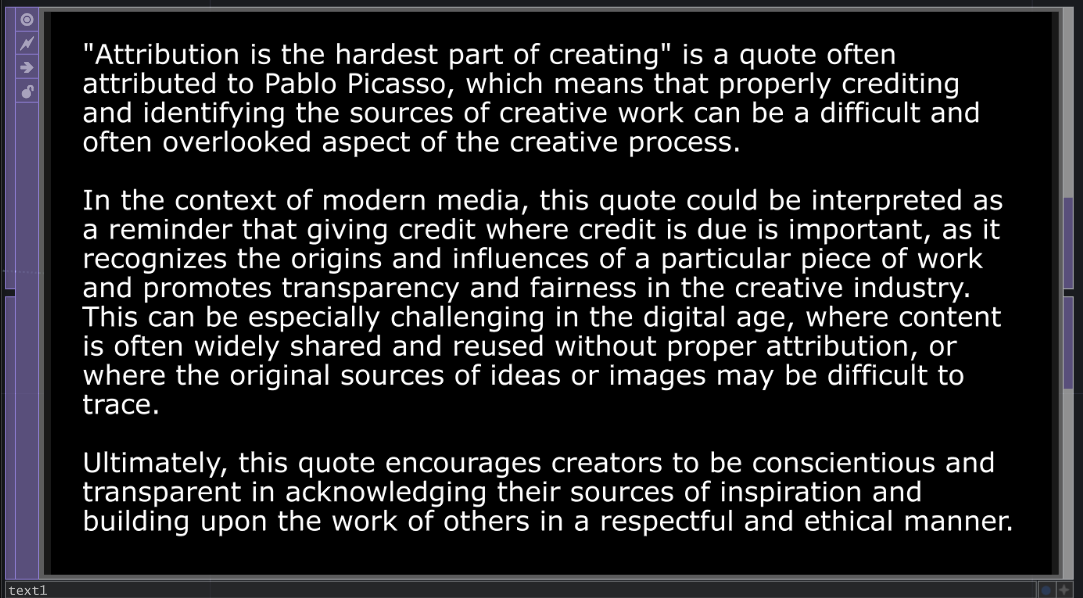 "Attribution is the hardest part of creating" is a quote often
attributed to Pablo Picasso, which means that properly crediting
and identifying the sources of creative work can be a difficult and
often overlooked aspect of the creative process.
In the context of modern media, this quote could be interpreted as
a reminder that giving credit where credit is due is important, as it
recognizes the origins and influences of a particular piece of work
and promotes transparency and fairness in the creative industry.
This can be especially challenging in the digital age, where content
is often widely shared and reused without proper attribution, or
where the original sources of ideas or images may be difficult to
trace.
Ultimately, this quote encourages creators to be conscientious and
transparent in acknowledging their sources of inspiration and
building upon the work of others in a respectful and ethical manner.
text1